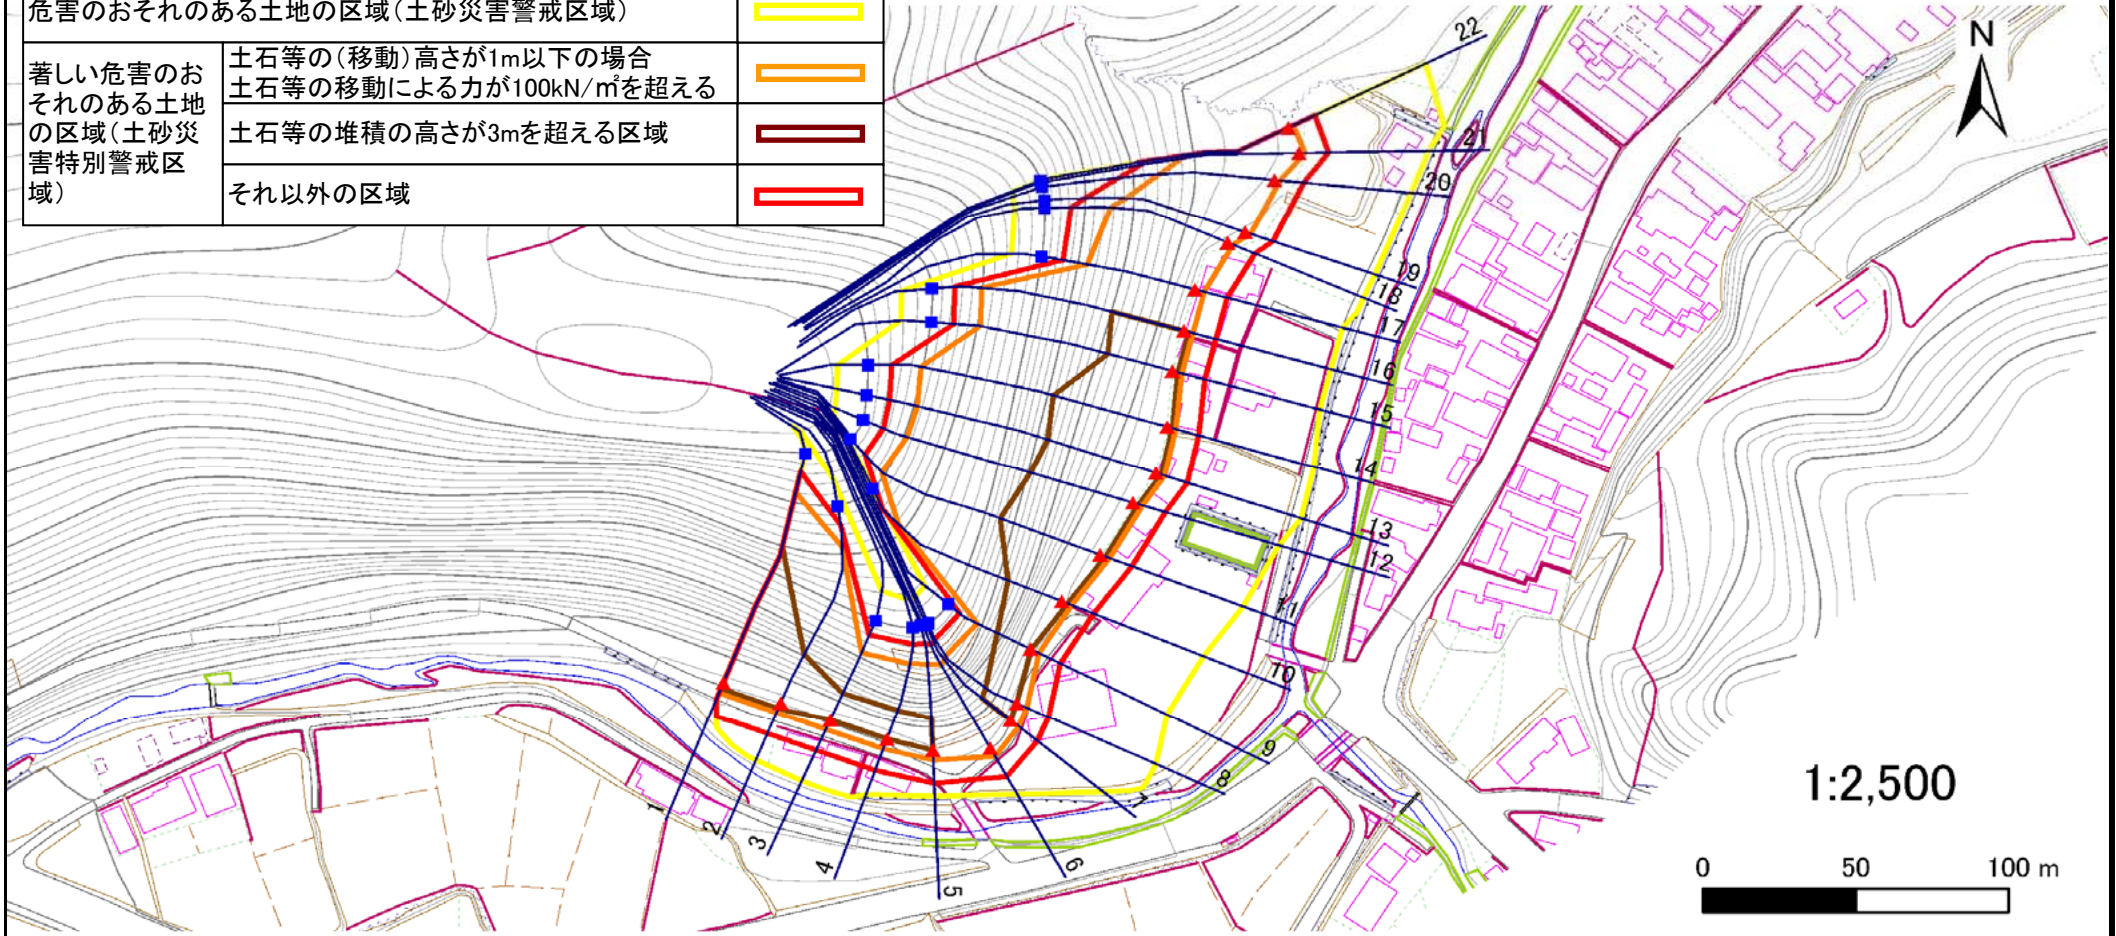 危害のおそれのある土地の区域(土砂災害警戒区域)
著しい危害のお
それのある土地
の区域(土砂災
害特別警戒区
域)
土石等の(移動)高さが1m以下の場合
土石等の移動による力が100kN/㎡を超える
土石等の堆積の高さが3mを超える区域
それ以外の区域
N
22
21
20
19
18
17
16
15
14
13
12
11
10
9
8
7
6
5
4
3
2
1
1:2,500
0 50 100 m